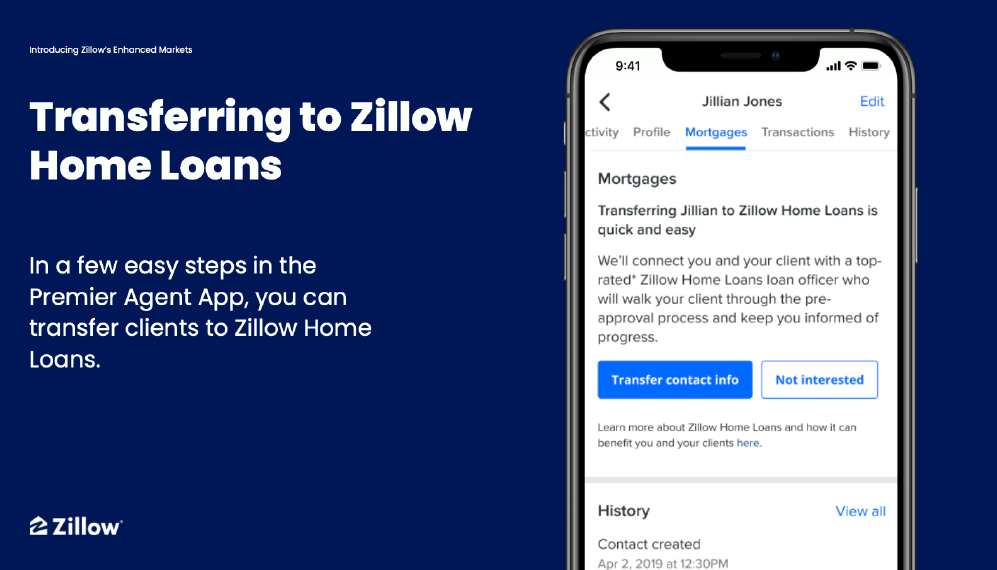 Introducing Zillow's Enhanced Markets
Transferring to Zillow
Home Loans
In a few easy steps in the
Premier Agent App, you can
transfer clients to Zillow Home
Loans.
Zillow
9:41
Jillian Jones
Edit
ctivity Profile Mortgages Transactions History
Mortgages
Transferring Jillian to Zillow Home Loans is
quick and easy
We'll connect you and your client with a top-
rated* Zillow Home Loans loan officer who
will walk your client through the pre-
approval process and keep you informed of
progress.
Transfer contact info
Not interested
Learn more about Zillow Home Loans and how it can
benefit you and your clients here.
History
View all
Contact created
Apr 2, 2019 at 12:30PM